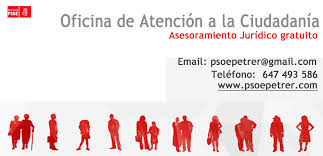 PSOE
Oficina de Atención a la Ciudadanía
Asesoramiento Jurídico gratuito
Email: psoepetrer@gmail.com
Teléfono: 647 493 586
www.psoepetrer.com